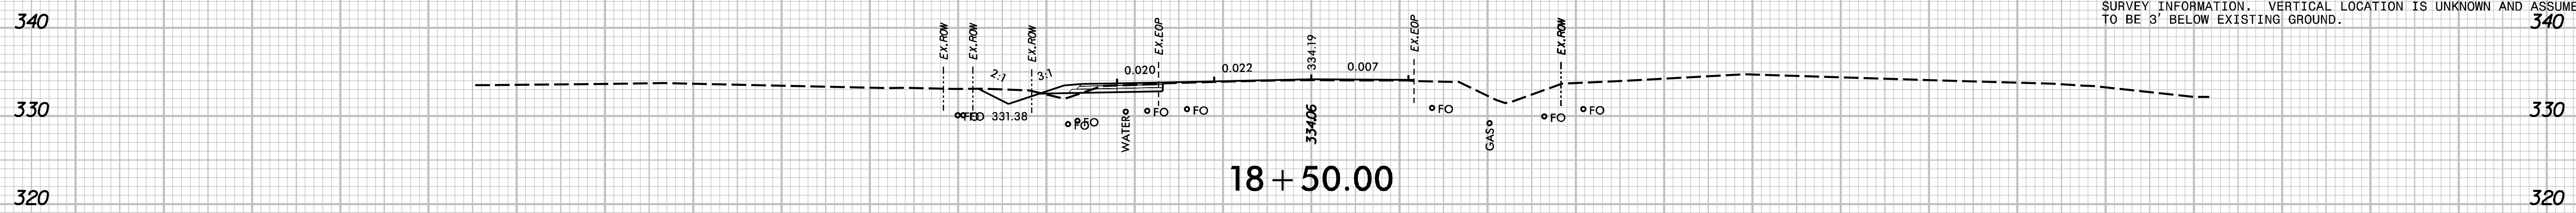 SURVEY INFORMATION. VERTICAL LOCATION IS UNKNOWN AND ASSUME
TO BE 3' BELOW EXISTING GROUND.
340
340
EX.ROW
EX.ROW
EX.ROW
EX.EOP
334.19
EX.EOP
EX.ROW
2:1
3:1
0.020
0.022
0.007
330
330
FO
331.38
FO
FO
WATER
FO
FO
334.06
FO
GAS
FO
FO
18+50.00
320
320